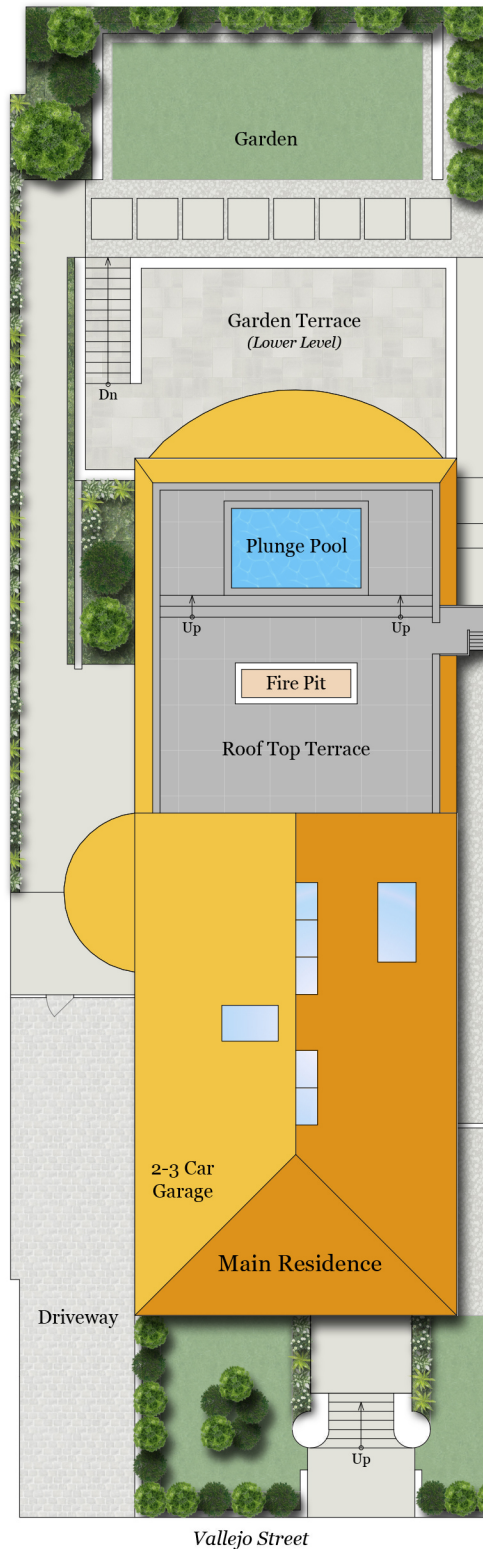 Garden
Garden Terrace
(Lower Level)
Dn
Plunge Pool
Up
Up
Fire Pit
Roof Top Terrace
2-3 Car
Garage
Main Residence
Driveway
Up
Vallejo Street